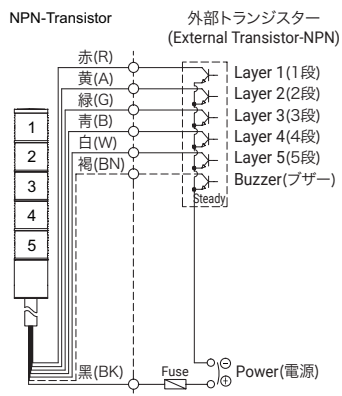 NPN-Transistor
外部トランジスター
(External Transistor-NPN)
赤(R)
黄(A)
緑(G)
青(B)
白(W)
褐(BN)
Layer 1(1段)
Layer 2(2段)
Layer 3(3段)
Layer 4(4段)
Layer 5(5段)
Buzzer(ブザー)
Steady
1
2
3
4
5
黒(BK)
Fuse
⊖
⊕
Power(電源)